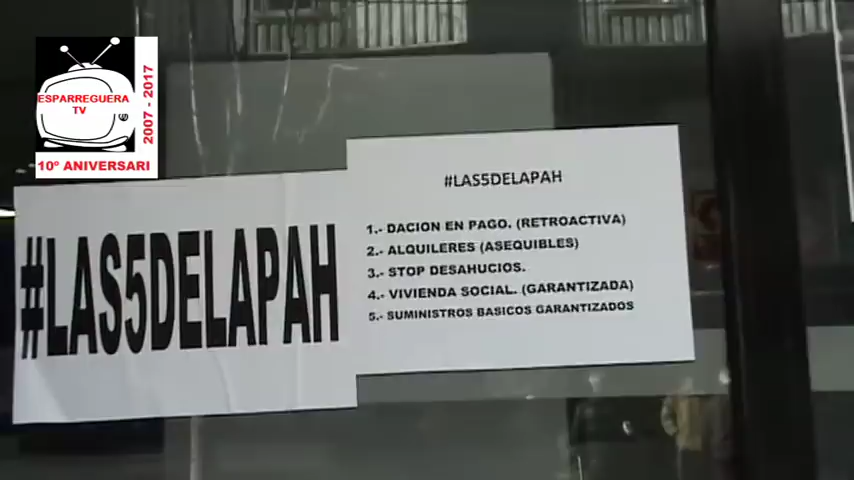 ESPARREGUERA
TV
2007 - 2017
10º ANIVERSARI
#LAS5DELAPAH
#LAS5DELAPAH
1.- DACION EN PAGO. (RETROACTIVA)
2.- ALQUILERES (ASEQUIBLES)
3.- STOP DESAHUCIOS.
4.- VIVIENDA SOCIAL. (GARANTIZADA)
5.- SUMINISTROS BASICOS GARANTIZADOS